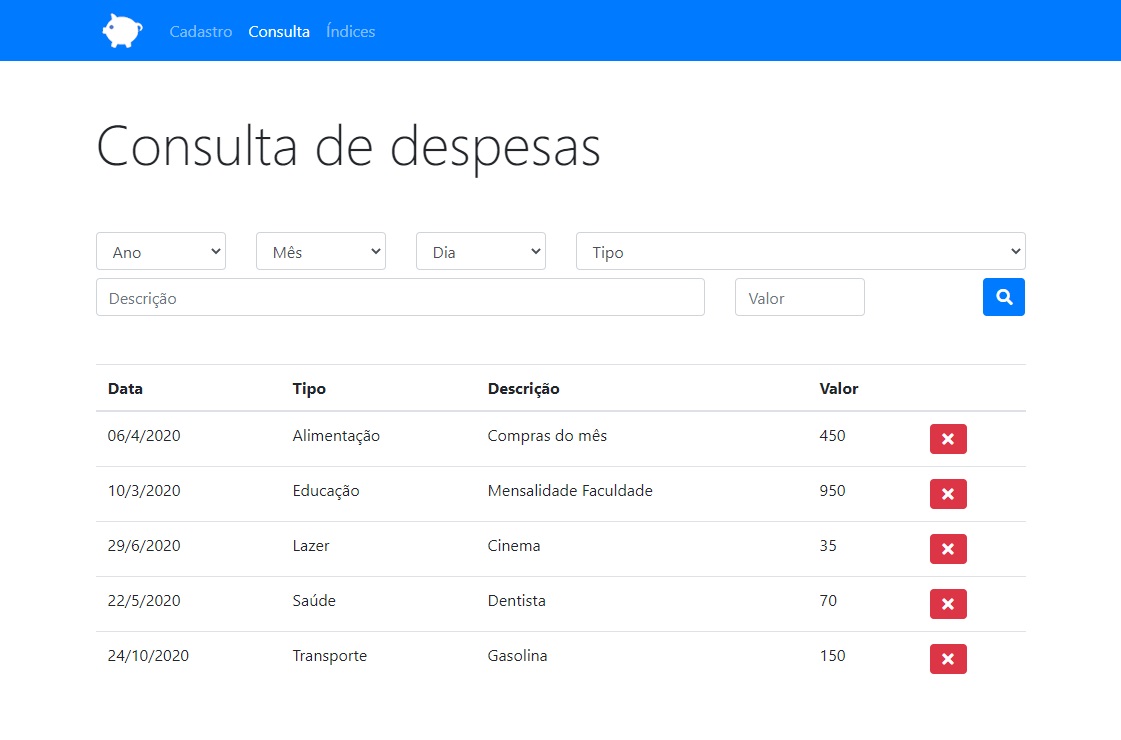 Cadastro Consulta Índices
Consulta de despesas
Ano Mês Dia Tipo
Descrição Valor
Data Tipo Descrição Valor
06/4/2020 Alimentação Compras do mês 450
10/3/2020 Educação Mensalidade Faculdade 950
29/6/2020 Lazer Cinema 35
22/5/2020 Saúde Dentista 70
24/10/2020 Transporte Gasolina 150